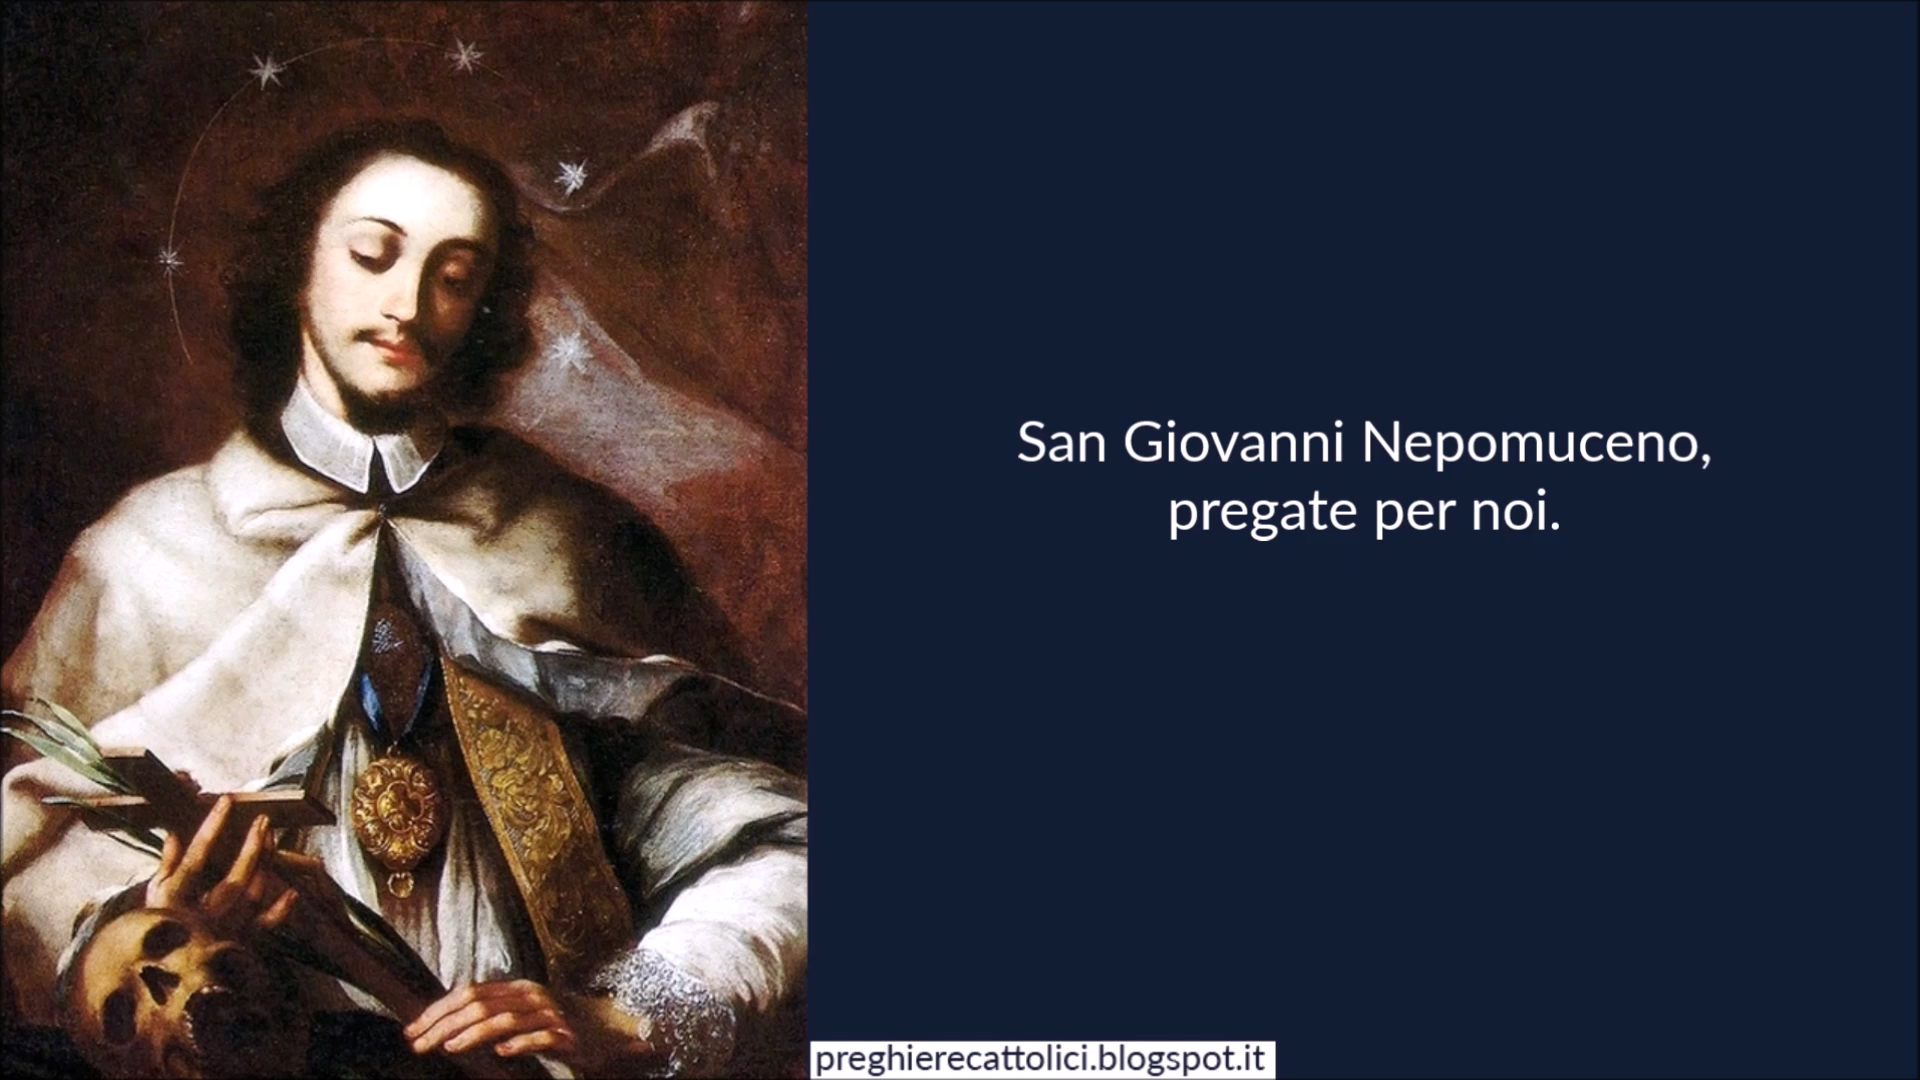 San Giovanni Nepomuceno,
pregate per noi.
preghierecattolici.blogspot.it